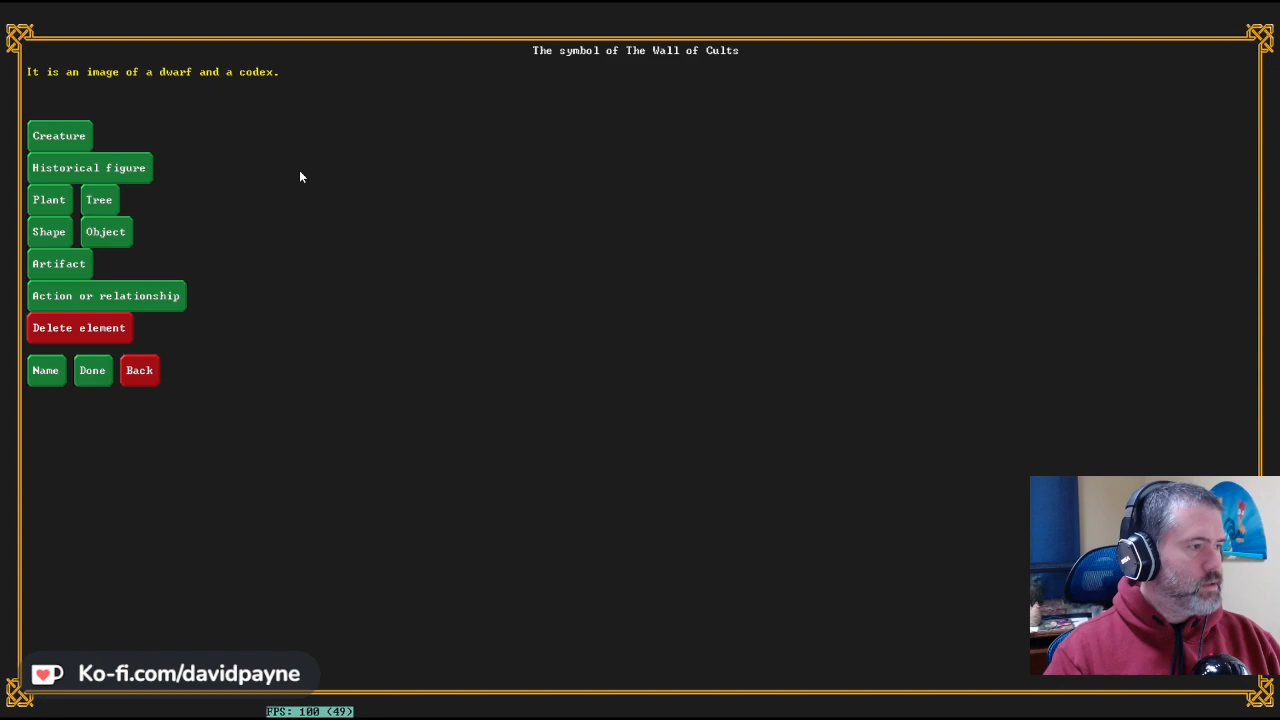 The symbol of The Wall of Cults
It is an image of a dwarf and a codex.
Creature
Historical figure
Plant Tree
Shape Object
Artifact
Action or relationship
Delete element
Name Done Back
Ko-fi.com/davidpayne
FPS: 100 (49)